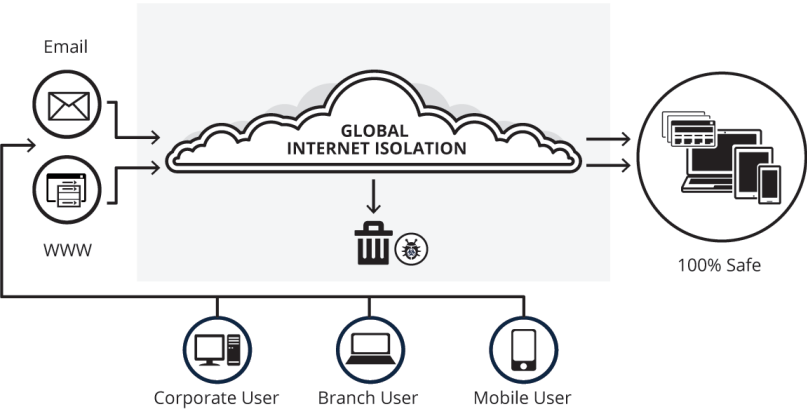 Email
GLOBAL
INTERNET ISOLATION
WWW
100% Safe
Corporate User
Branch User
Mobile User